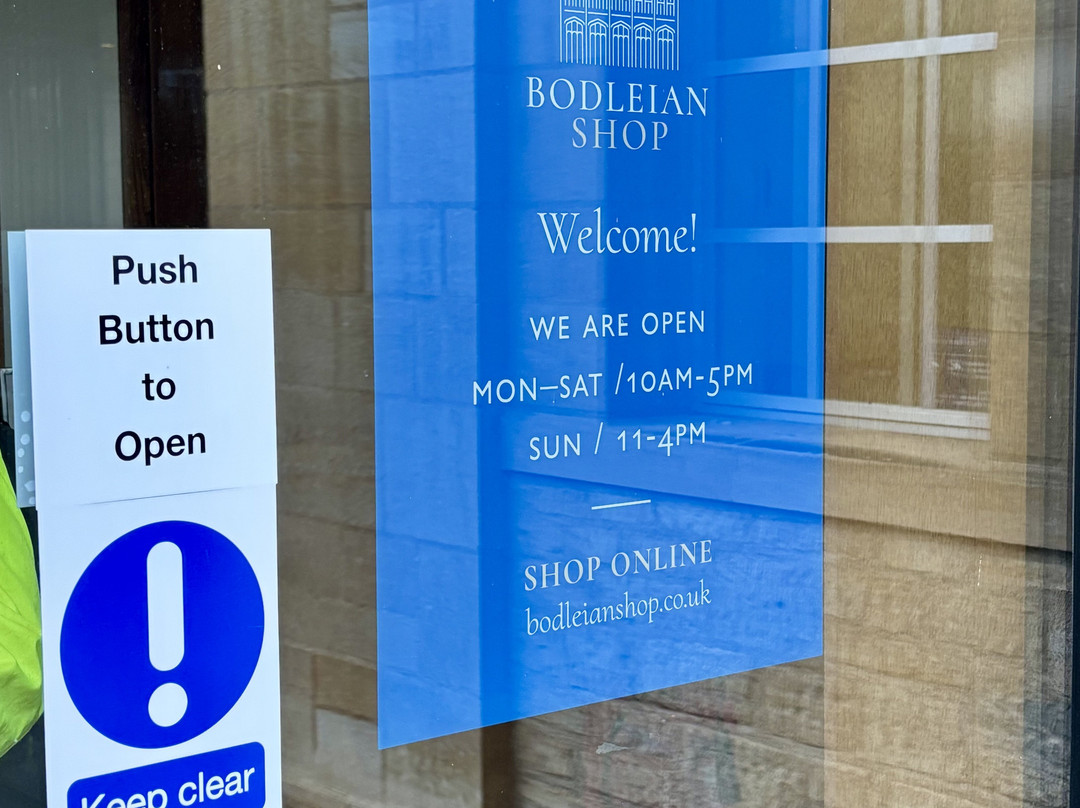 Push
Button
to
Open
Keep clear
BODLEIAN
SHOP
Welcome!
WE ARE OPEN
MON–SAT /10AM-5PM
SUN / 11-4PM
SHOP ONLINE
bodleianshop.co.uk